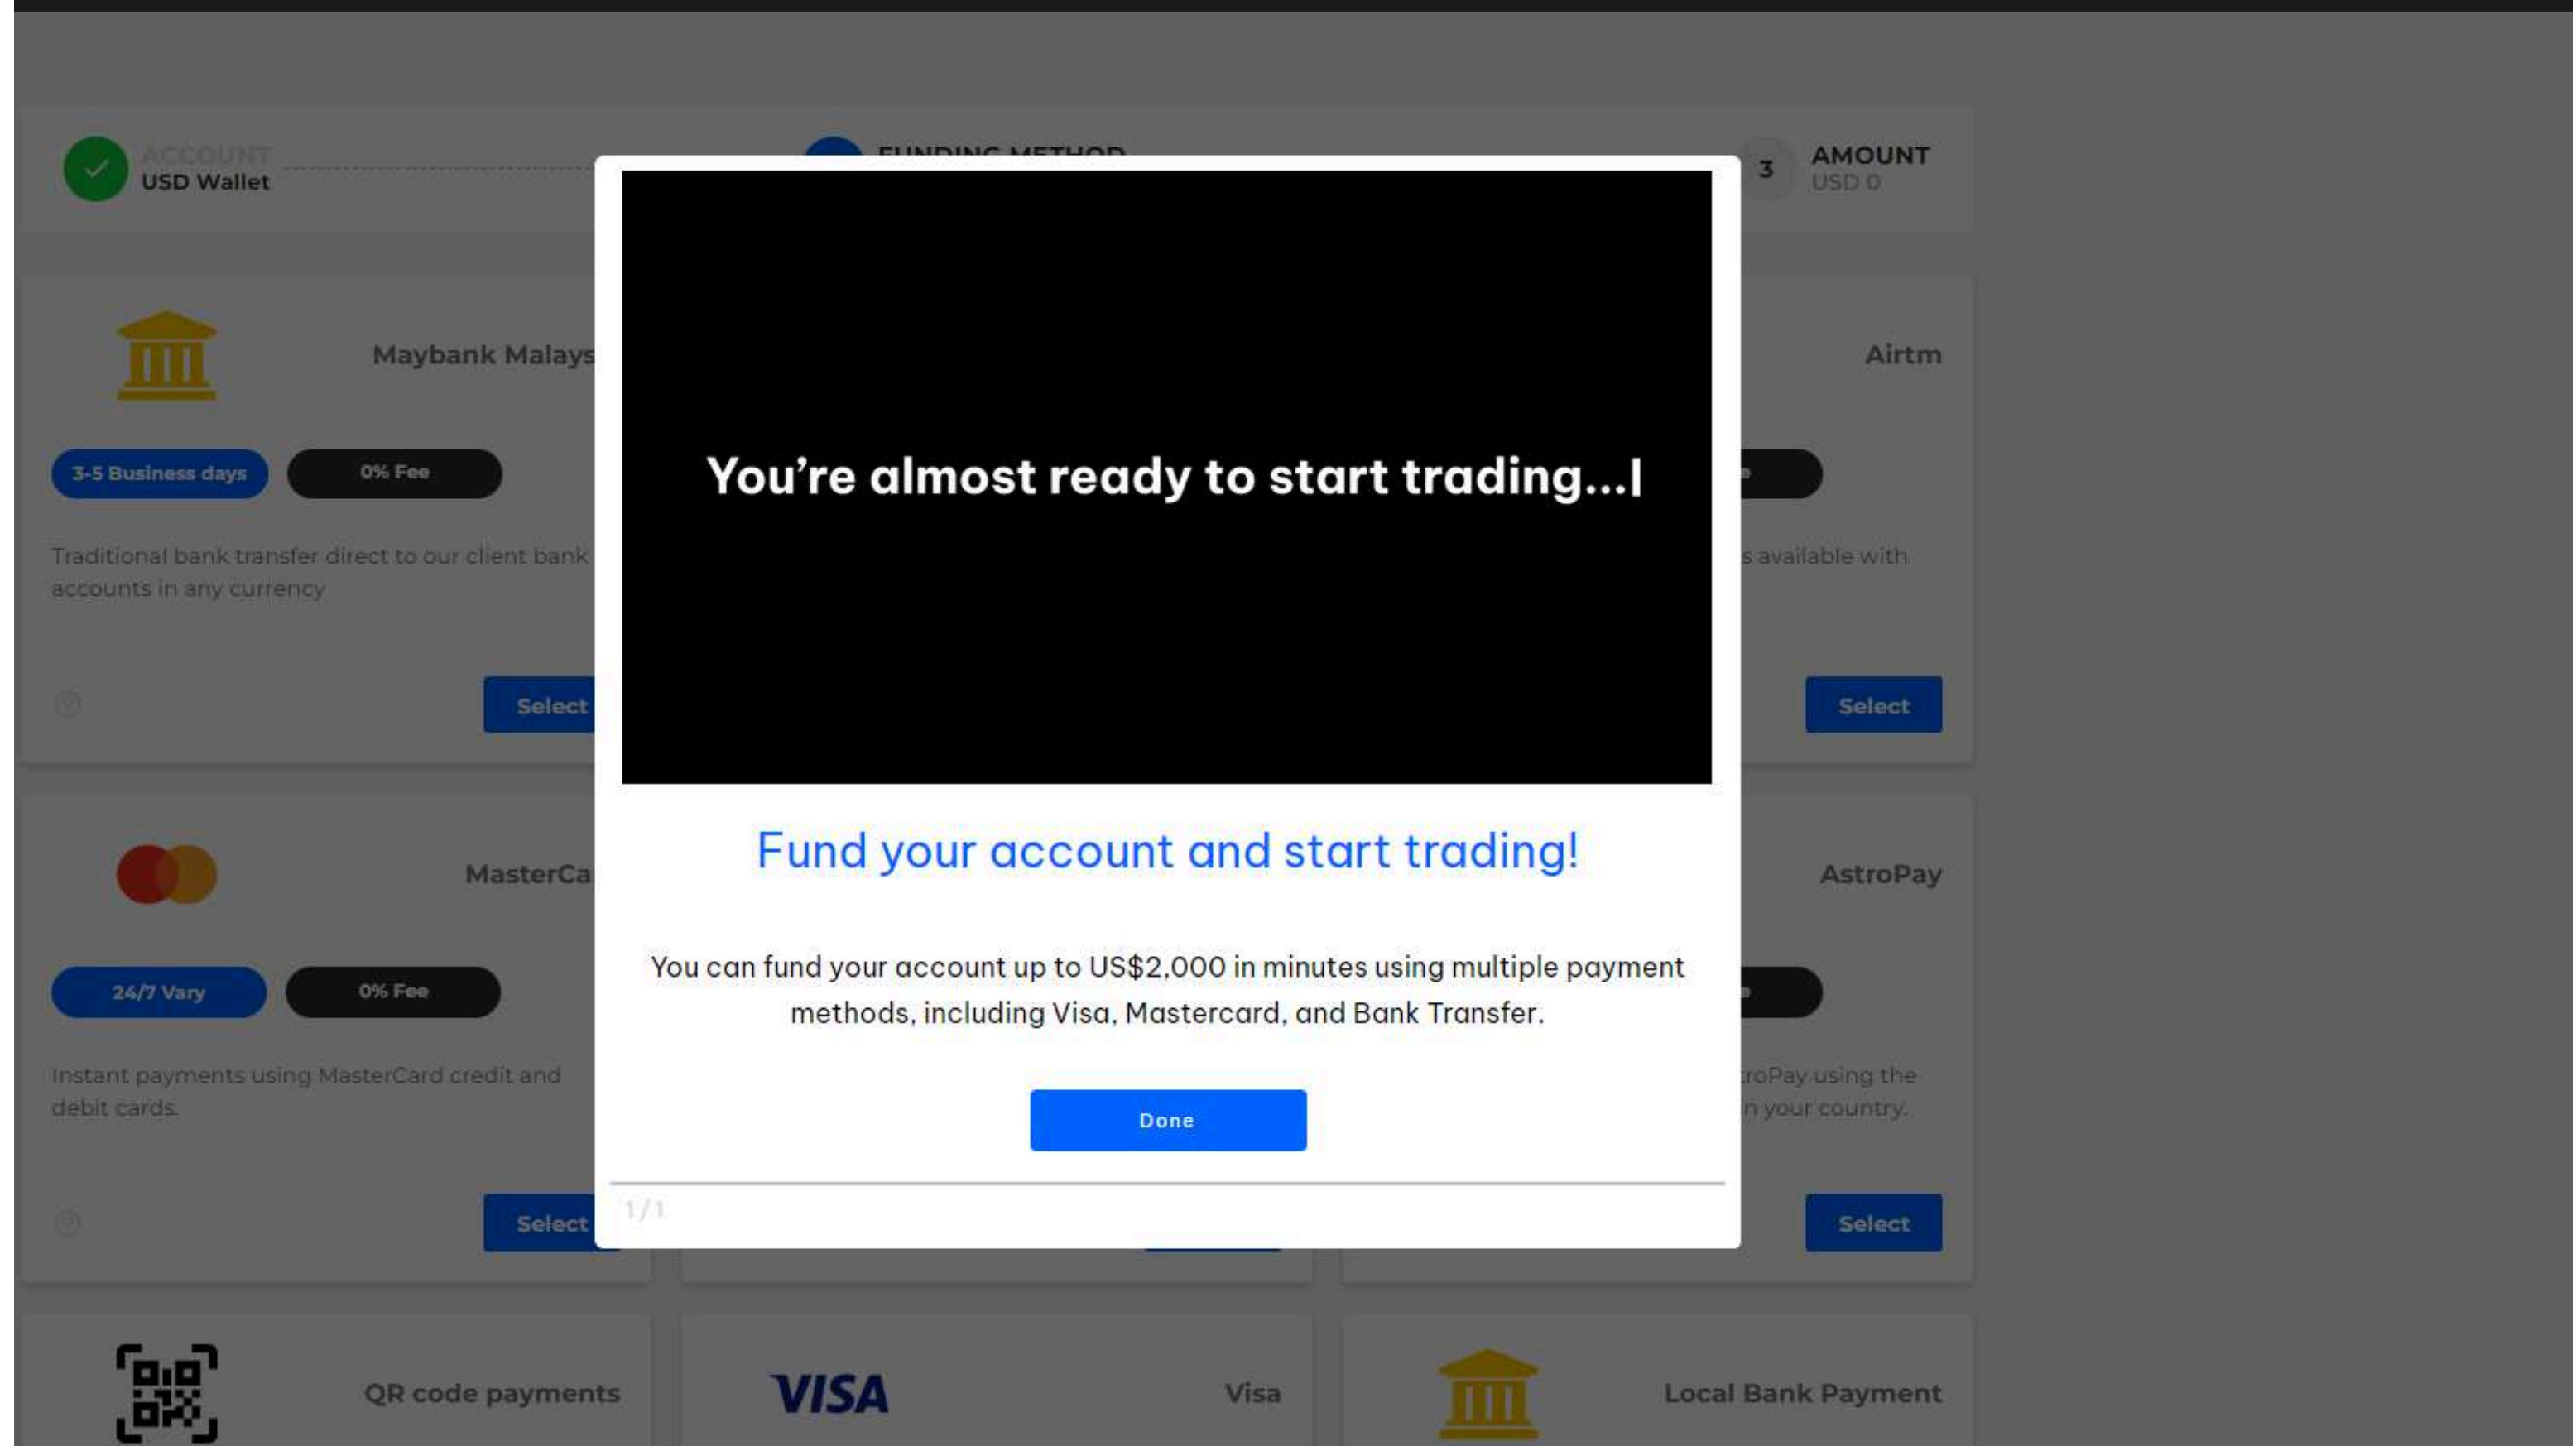 ACCOUNT
USD Wallet
FUNDING METHOD
3
AMOUNT
USD 0
You're almost ready to start trading...|
Maybank Malays
3-5 Business days
0% Fee
Traditional bank transfer direct to our client bank
accounts in any currency
Select
Airtm
s available with
Select
Fund your account and start trading!
You can fund your account up to US$2,000 in minutes using multiple payment
methods, including Visa, Mastercard, and Bank Transfer.
Done
1/1
MasterCa
24/7 Vary
0% Fee
Instant payments using MasterCard credit and
debit cards.
Select
AstroPay
troPay using the
n your country.
Select
QR code payments
VISA
Visa
Local Bank Payment